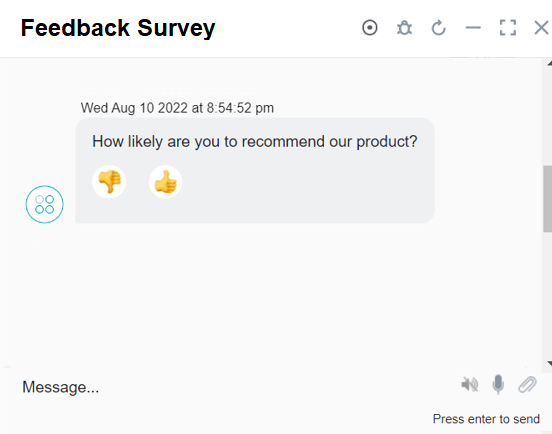 Feedback Survey
Wed Aug 10 2022 at 8:54:52 pm
How likely are you to recommend our product?
Message...
Press enter to send